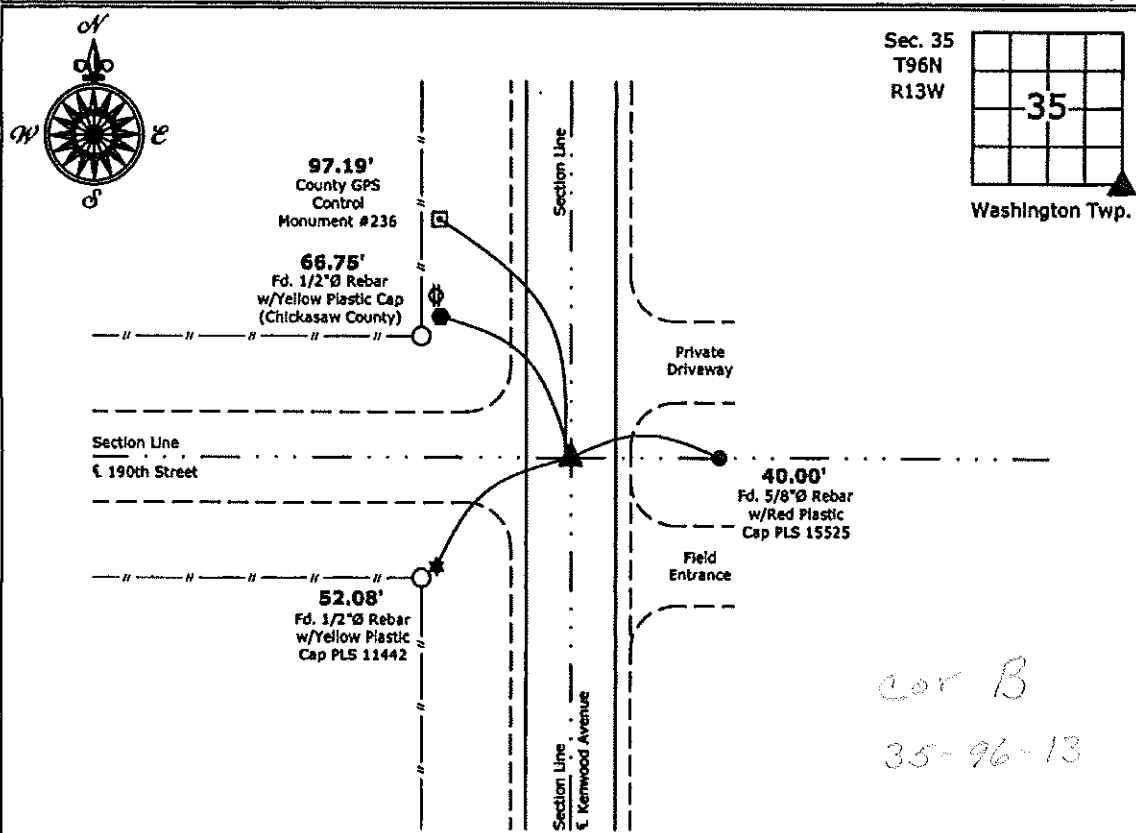 N
W
E
S
Sec. 35
T96N
R13W
35
Washington Twp.
97.19'
County GPS
Control
Monument #236
66.75'
Fd. 1/2"Ø Rebar
w/Yellow Plastic Cap
(Chickasaw County)
Section Line
Private
Driveway
Section Line
℄ 190th Street
40.00'
Fd. 5/8"Ø Rebar
w/Red Plastic
Cap PLS 15525
Field
Entrance
52.08'
Fd. 1/2"Ø Rebar
w/Yellow Plastic
Cap PLS 11442
Section Line
℄ Kenwood Avenue
cor B
35-96-13